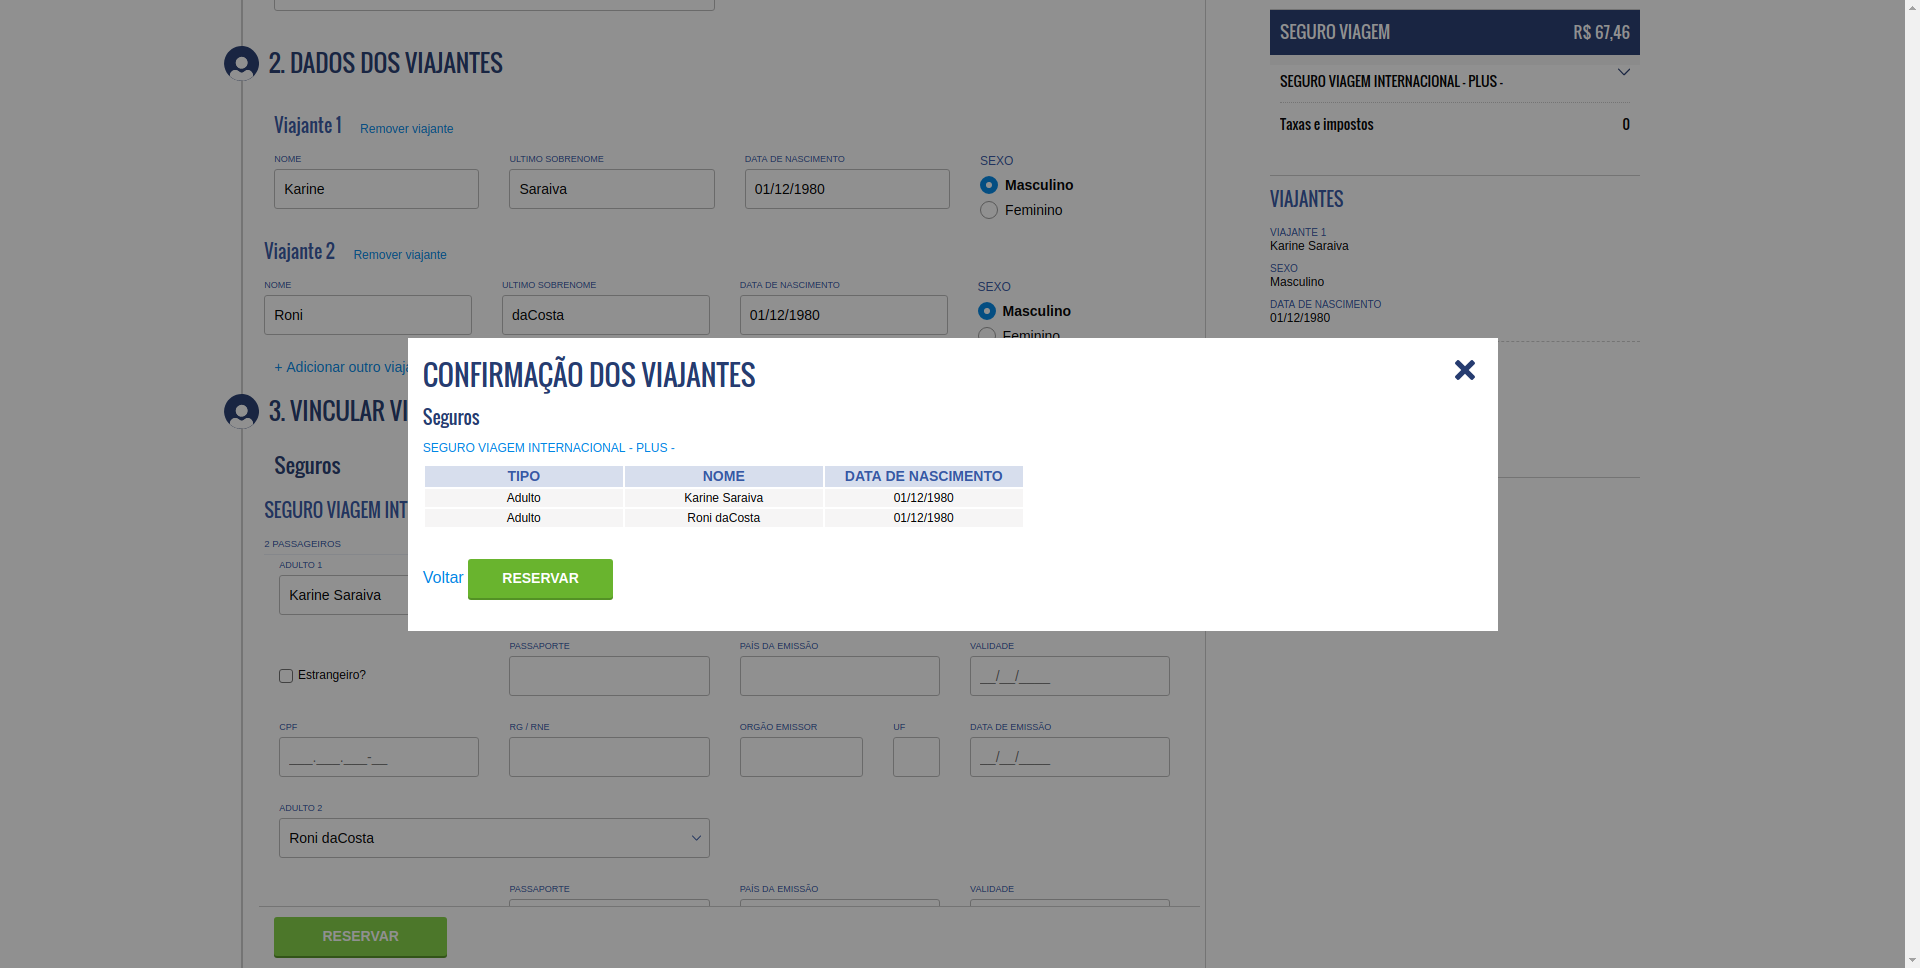 2. DADOS DOS VIAJANTES
Viajante 1 Remover viajante
NOME ULTIMO SOBRENOME DATA DE NASCIMENTO SEXO
Karine Saraiva 01/12/1980 Masculino
Feminino
Viajante 2 Remover viajante
NOME ULTIMO SOBRENOME DATA DE NASCIMENTO SEXO
Roni daCosta 01/12/1980 Masculino
Feminino
+ Adicionar outro viaja
3. VINCULAR VI
Seguros
SEGURO VIAGEM INT
2 PASSAGEIROS
ADULTO 1
Karine Saraiva
PASSAPORTE PAÍS DA EMISSÃO VALIDADE
Estrangeiro? __/__/____
CPF RG / RNE ORGÃO EMISSOR UF DATA DE EMISSÃO
___.___.___-__ __/__/____
ADULTO 2
Roni daCosta
PASSAPORTE PAÍS DA EMISSÃO VALIDADE
RESERVAR
CONFIRMAÇÃO DOS VIAJANTES
Seguros
SEGURO VIAGEM INTERNACIONAL - PLUS -
TIPO NOME DATA DE NASCIMENTO
Adulto Karine Saraiva 01/12/1980
Adulto Roni daCosta 01/12/1980
Voltar RESERVAR
SEGURO VIAGEM R$ 67,46
SEGURO VIAGEM INTERNACIONAL - PLUS -
Taxas e impostos 0
VIAJANTES
VIAJANTE 1
Karine Saraiva
SEXO
Masculino
DATA DE NASCIMENTO
01/12/1980